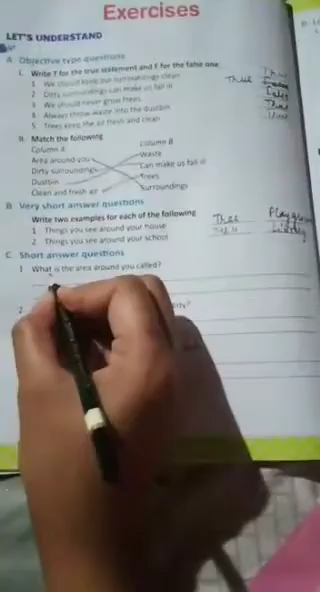 Exercises
LET'S UNDERSTAND
A Objective type questions
I. Write T for the true statement and F for the false one
1 We should keep our surroundings clean
2 Dirty surroundings can make us fall ill
3 We should never grow trees
4 Always throw waste into the dustbin
5 Trees keep the air fresh and clean
II. Match the following
Column A Column B
Area around you Waste
Dirty surroundings Can make us fall ill
Dustbin Trees
Clean and fresh air Surroundings
B Very short answer questions
Write two examples for each of the following
1 Things you see around your house
2 Things you see around your school
C Short answer questions
1 What is the area around you called?
2